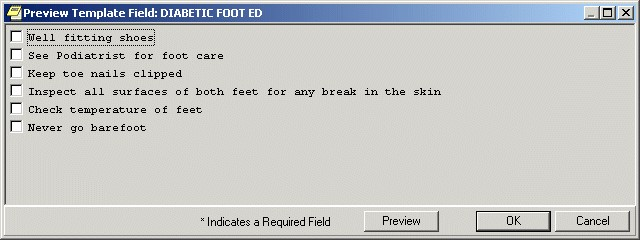 Preview Template Field: DIABETIC FOOT ED
Well fitting shoes
See Podiatrist for foot care
Keep toe nails clipped
Inspect all surfaces of both feet for any break in the skin
Check temperature of feet
Never go barefoot
* Indicates a Required Field Preview OK Cancel